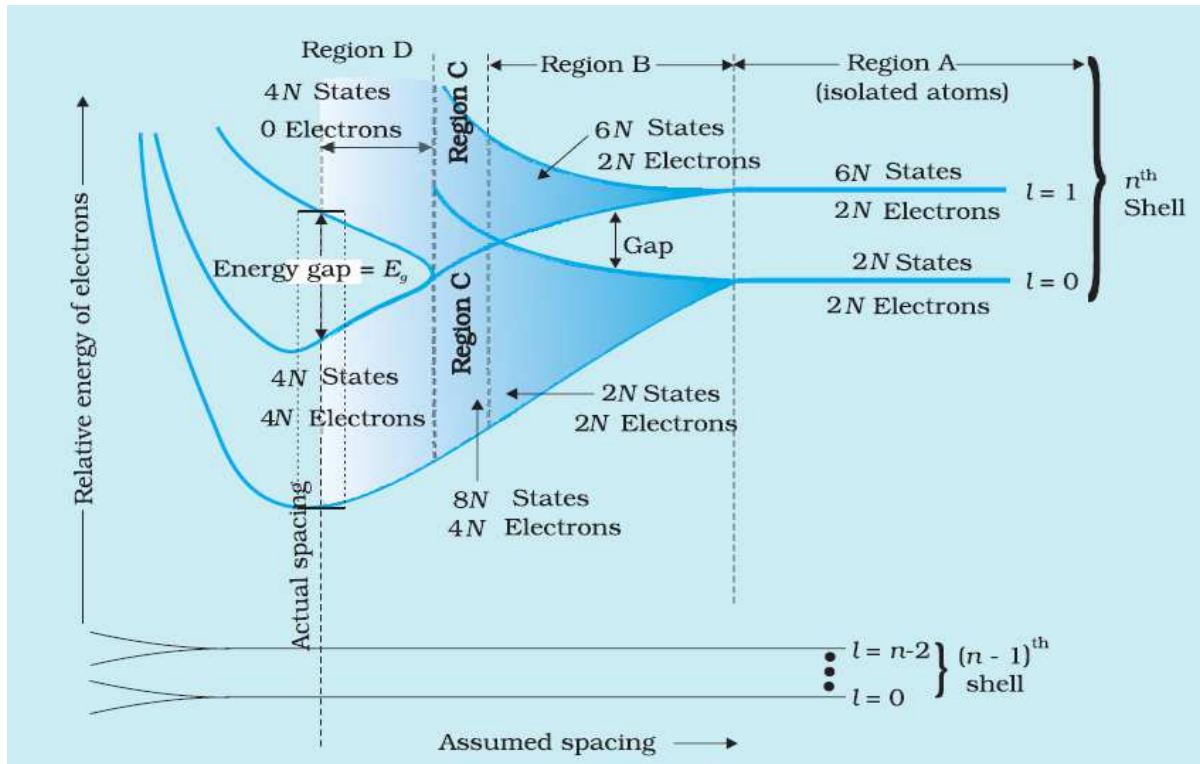 Region D
4N States
0 Electrons
Region C
Region B
Region A
(isolated atoms)
6N States
2N Electrons
6N States
2N Electrons
l = 1
nth
Shell
Gap
Energy gap = Eg
2N States
2N Electrons
l = 0
Region C
4N States
4N Electrons
2N States
2N Electrons
8N States
4N Electrons
Relative energy of electrons
Actual spacing
l = n-2
l = 0
(n - 1)th
shell
Assumed spacing